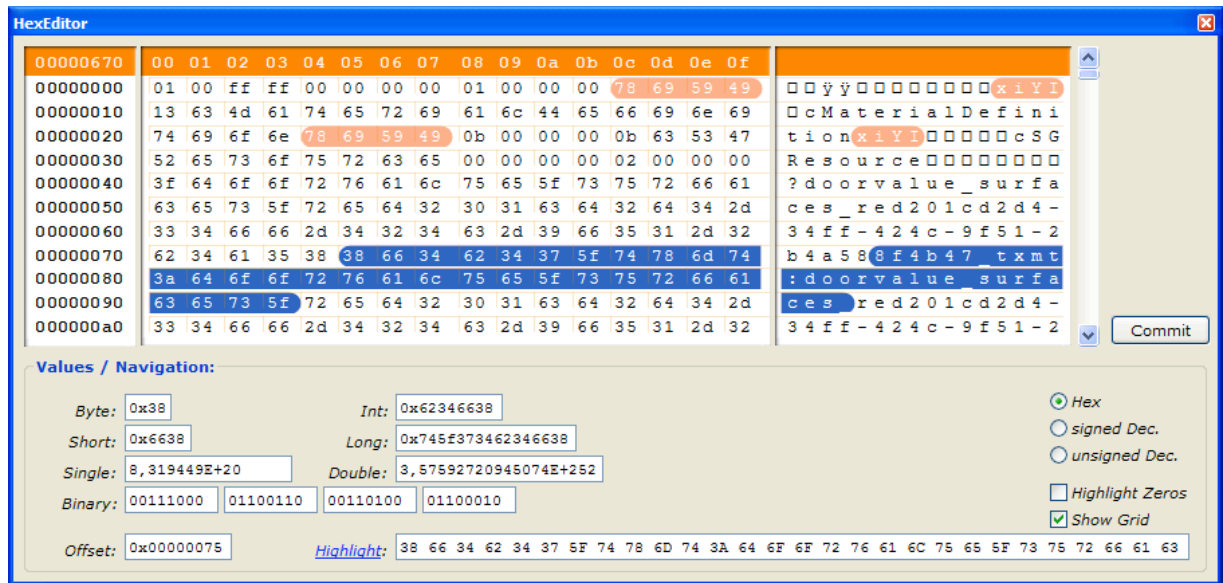 HexEditor
00000670 00 01 02 03 04 05 06 07 08 09 0a 0b 0c 0d 0e 0f
00000000 01 00 ff ff 00 00 00 00 01 00 00 00 78 69 59 49 □□ÿÿ□□□□□□□□xiYI
00000010 13 63 4d 61 74 65 72 69 61 6c 44 65 66 69 6e 69 □cMaterialDefini
00000020 74 69 6f 6e 78 69 59 49 0b 00 00 00 0b 63 53 47 tionxiYI□□□□□cSG
00000030 52 65 73 6f 75 72 63 65 00 00 00 00 02 00 00 00 Resource□□□□□□□□
00000040 3f 64 6f 6f 72 76 61 6c 75 65 5f 73 75 72 66 61 ?doorvalue_surfa
00000050 63 65 73 5f 72 65 64 32 30 31 63 64 32 64 34 2d ces_red201cd2d4-
00000060 33 34 66 66 2d 34 32 34 63 2d 39 66 35 31 2d 32 34ff-424c-9f51-2
00000070 62 34 61 35 38 38 66 34 62 34 37 5f 74 78 6d 74 b4a588f4b47_txmt
00000080 3a 64 6f 6f 72 76 61 6c 75 65 5f 73 75 72 66 61 :doorvalue_surfa
00000090 63 65 73 5f 72 65 64 32 30 31 63 64 32 64 34 2d ces_red201cd2d4-
000000a0 33 34 66 66 2d 34 32 34 63 2d 39 66 35 31 2d 32 34ff-424c-9f51-2
Commit
Values / Navigation:
Byte: 0x38 Int: 0x62346638 Hex
Short: 0x6638 Long: 0x745f373462346638 signed Dec.
unsigned Dec.
Single: 8,319449E+20 Double: 3,57592720945074E+252
Binary: 00111000 01100110 00110100 01100010 Highlight Zeros
Show Grid
Offset: 0x00000075 Highlight: 38 66 34 62 34 37 5F 74 78 6D 74 3A 64 6F 6F 72 76 61 6C 75 65 5F 73 75 72 66 61 63